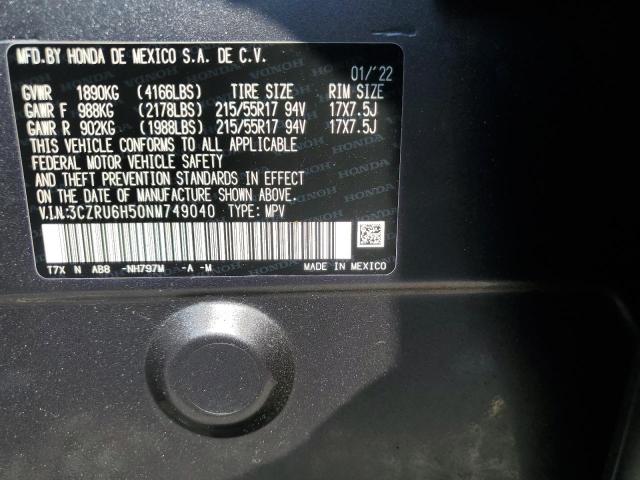 MFD. BY HONDA DE MEXICO S.A. DE C.V.
01/'22
GVWR 1890KG (4166LBS) TIRE SIZE RIM SIZE
GAWR F 988KG (2178LBS) 215/55R17 94V 17X7.5J
GAWR R 902KG (1988LBS) 215/55R17 94V 17X7.5J
THIS VEHICLE CONFORMS TO ALL APPLICABLE
FEDERAL MOTOR VEHICLE SAFETY
AND THEFT PREVENTION STANDARDS IN EFFECT
ON THE DATE OF MANUFACTURE SHOWN ABOVE.
V.I.N:3CZRU6H50NM749040 TYPE: MPV
T7X N AB8 -NH797M -A -M MADE IN MEXICO